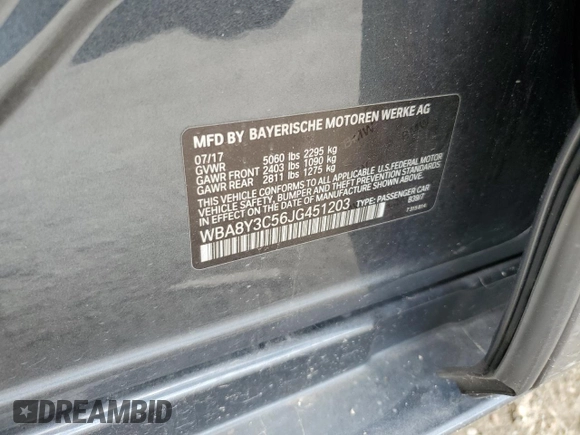 MFD BY BAYERISCHE MOTOREN WERKE AG
07/17
GVWR 5060 lbs 2295 kg
GAWR FRONT 2403 lbs 1090 kg
GAWR REAR 2811 lbs 1275 kg
THIS VEHICLE CONFORMS TO ALL APPLICABLE U.S.FEDERAL MOTOR
VEHICLE SAFETY, BUMPER AND THEFT PREVENTION STANDARDS
IN EFFECT ON THE DATE OF MANUFACTURE SHOWN ABOVE.
WBA8Y3C56JG451203 TYPE: PASSENGER CAR
DREAMBID